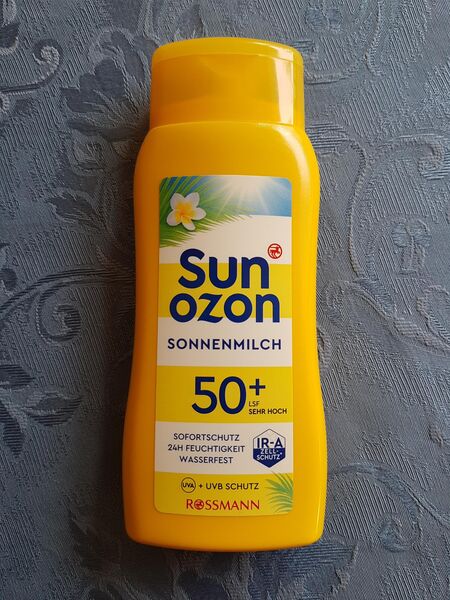 Sun
ozon
SONNENMILCH
50+
LSF
SEHR HOCH
SOFORTSCHUTZ
24H FEUCHTIGKEIT
WASSERFEST
IR-A
ZELL-
SCHUTZ
UVA + UVB SCHUTZ
ROSSMANN